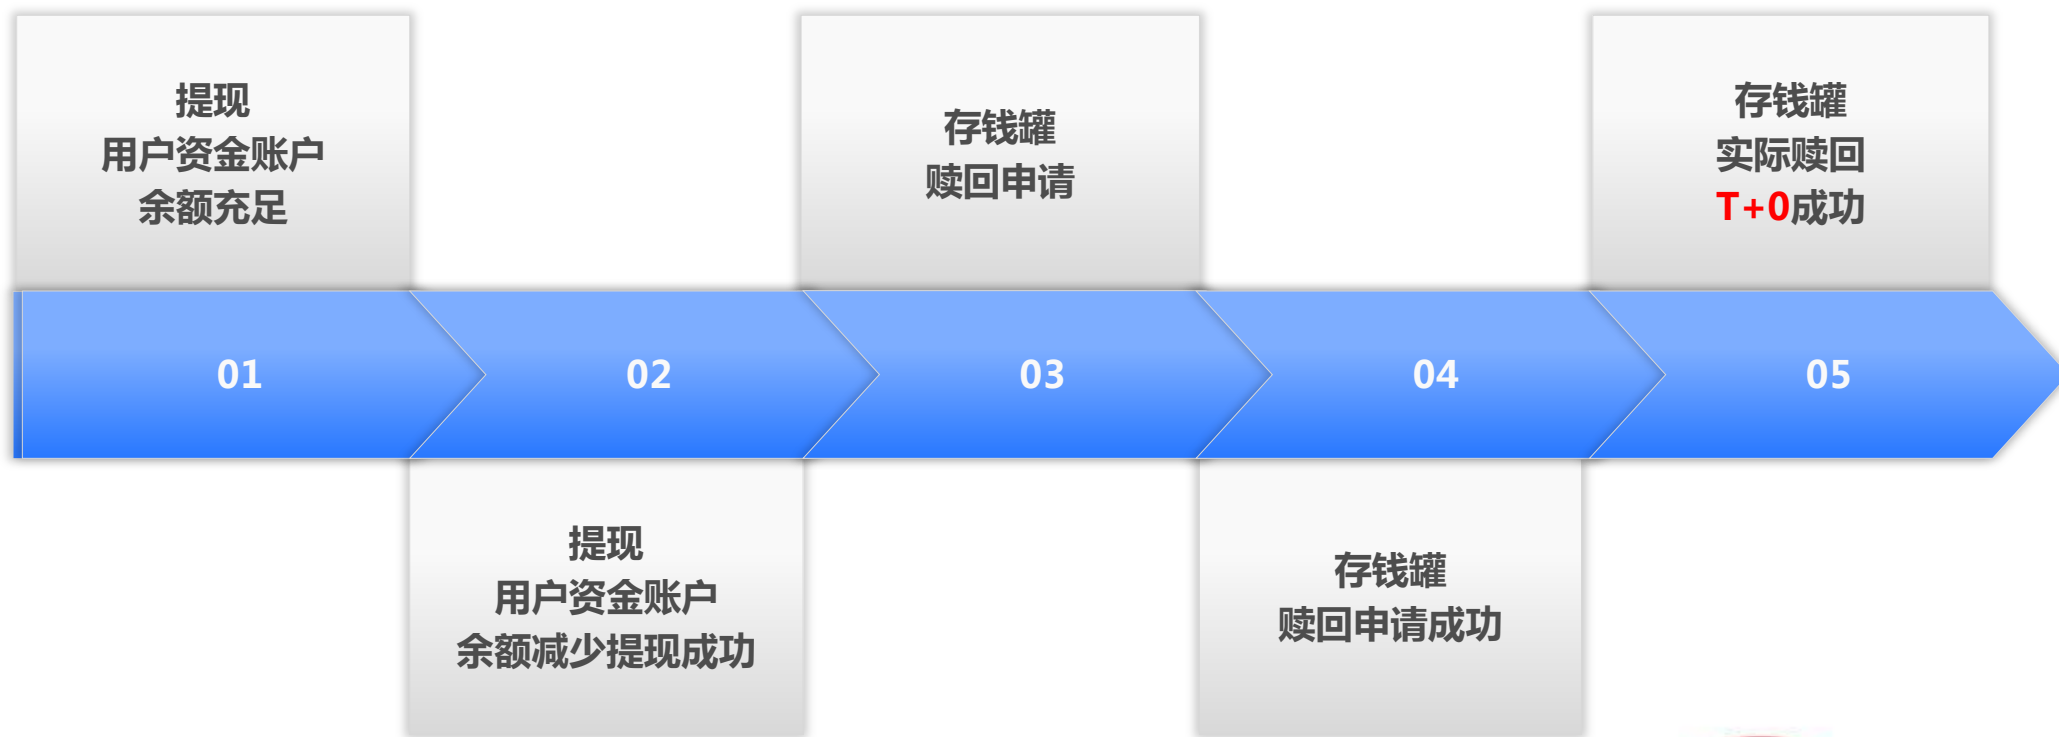 提现
用户资金账户
余额充足
存钱罐
赎回申请
存钱罐
实际赎回
T+0成功
01
02
03
04
05
提现
用户资金账户
余额减少提现成功
存钱罐
赎回申请成功